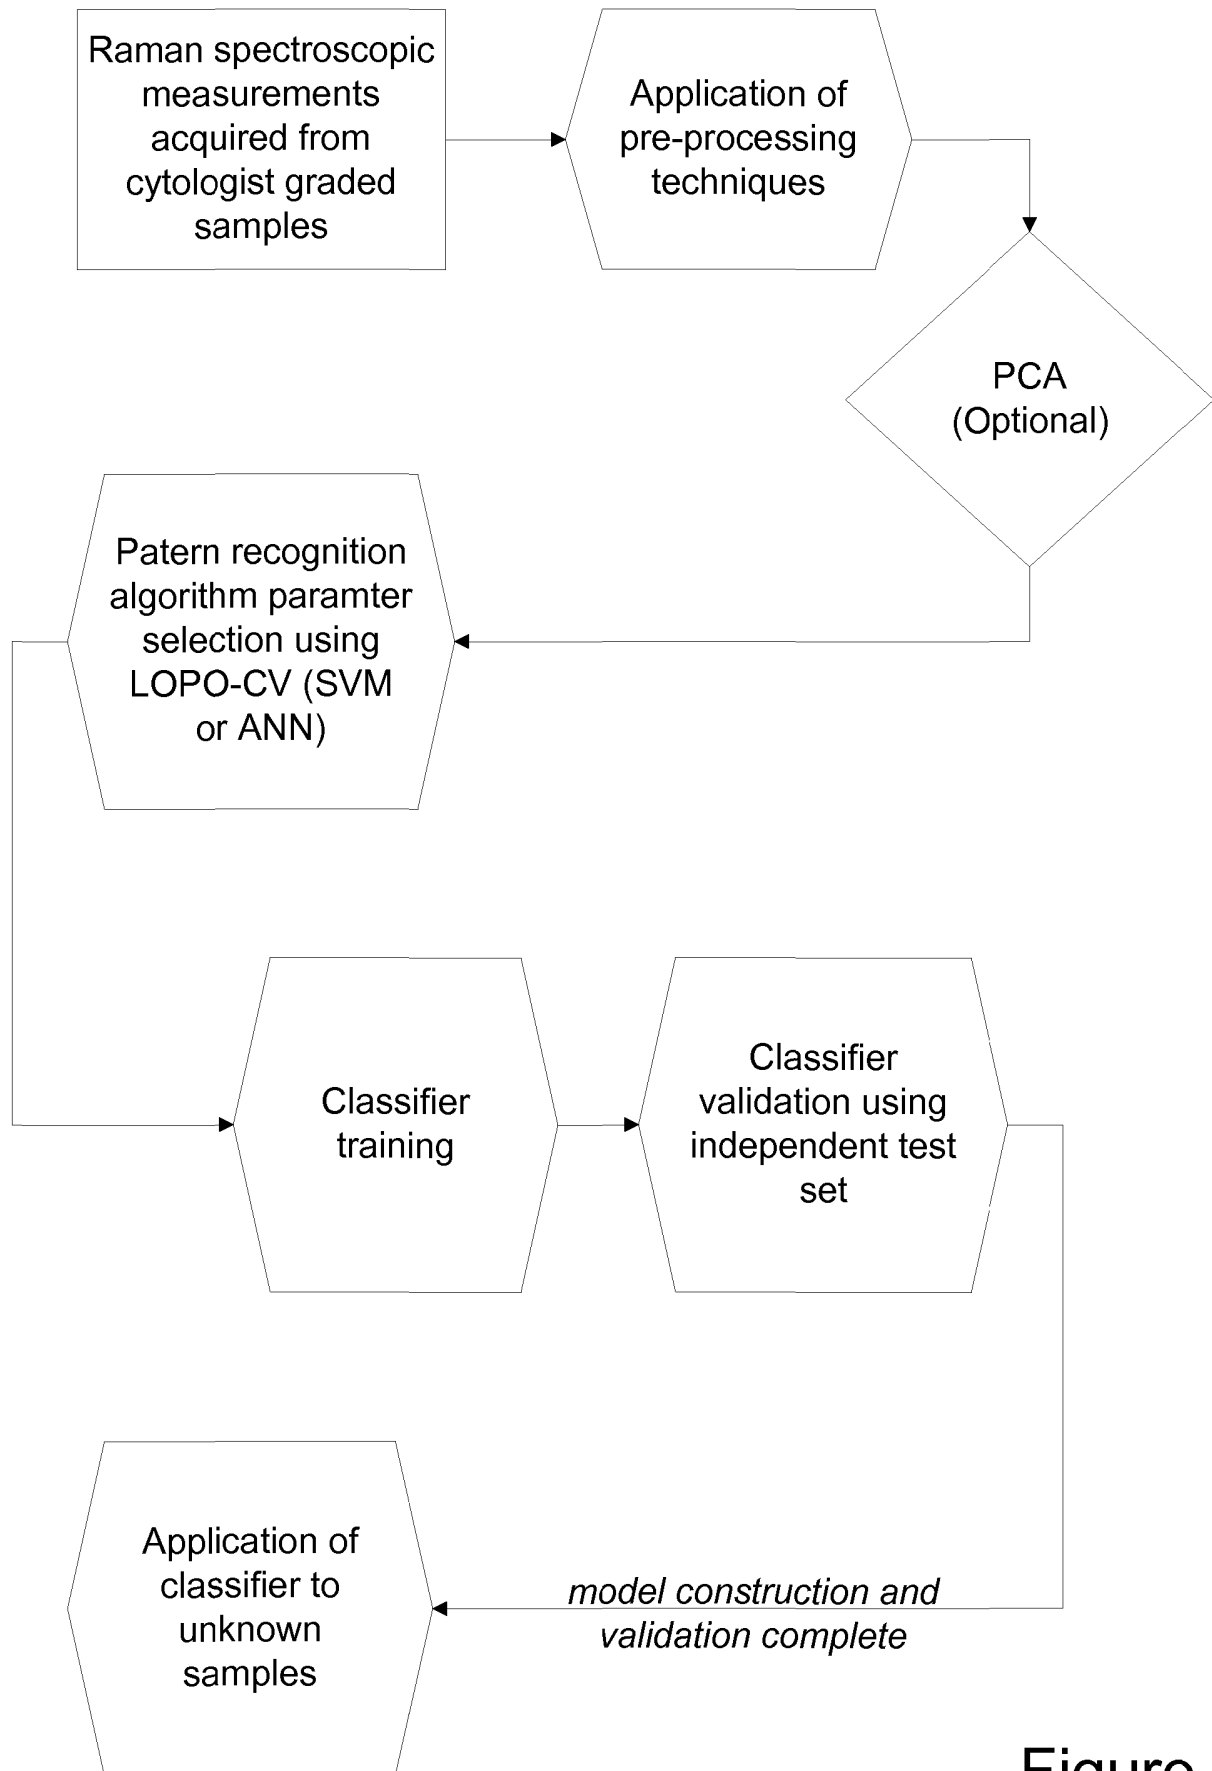 Raman spectroscopic
measurements
acquired from
cytologist graded
samples
Application of
pre-processing
techniques
PCA
(Optional)
Patern recognition
algorithm paramter
selection using
LOPO-CV (SVM
or ANN)
Classifier
training
Classifier
validation using
independent test
set
Application of
classifier to
unknown
samples
model construction and
validation complete
Figure